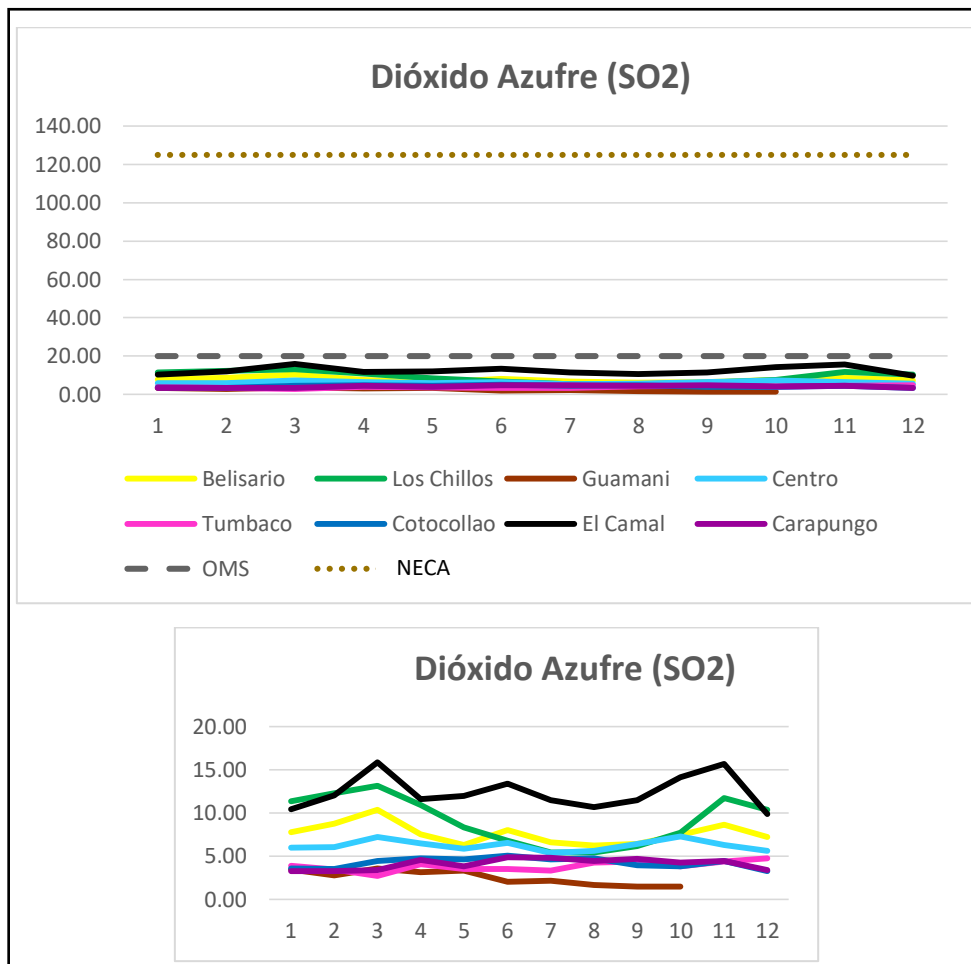 Dióxido Azufre (SO2)
140.00
120.00
100.00
80.00
60.00
40.00
20.00
0.00
1 2 3 4 5 6 7 8 9 10 11 12
Belisario Los Chillos Guamani Centro
Tumbaco Cotocollao El Camal Carapungo
OMS NECA
Dióxido Azufre (SO2)
20.00
15.00
10.00
5.00
0.00
1 2 3 4 5 6 7 8 9 10 11 12